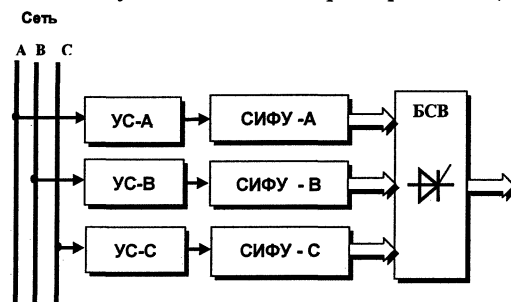 Сеть
А В С
УС-А СИФУ -А БСВ
УС-В СИФУ - В
УС-С СИФУ - С